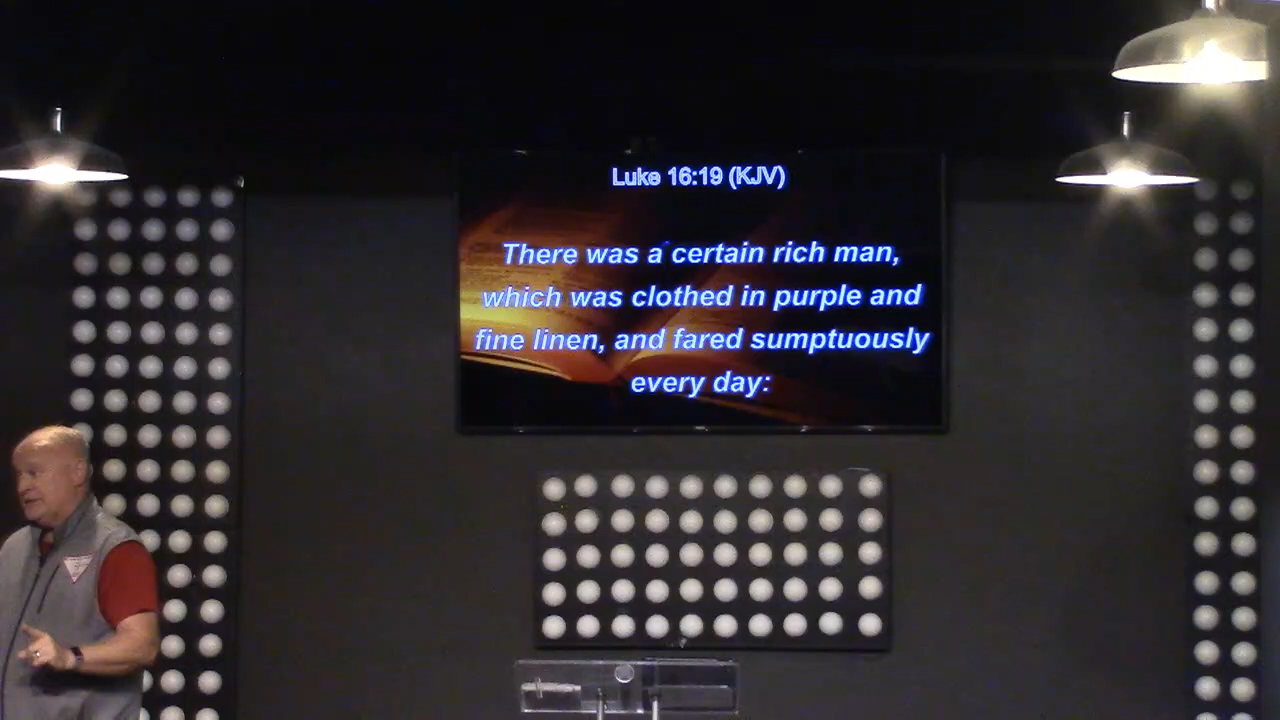 Luke 16:19 (KJV)
There was a certain rich man,
which was clothed in purple and
fine linen, and fared sumptuously
every day: